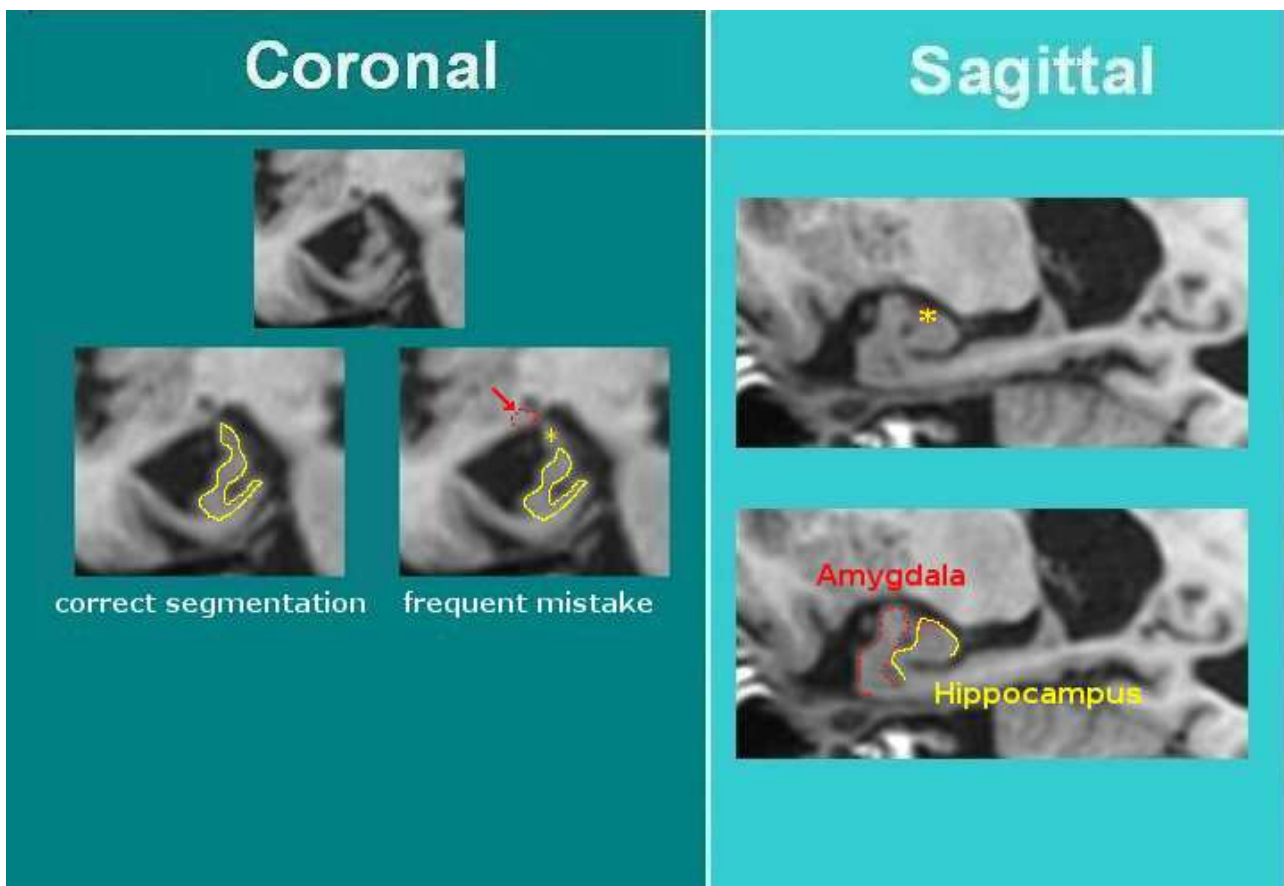 Coronal
Sagittal
*
*
correct segmentation
frequent mistake
Amygdala
Hippocampus